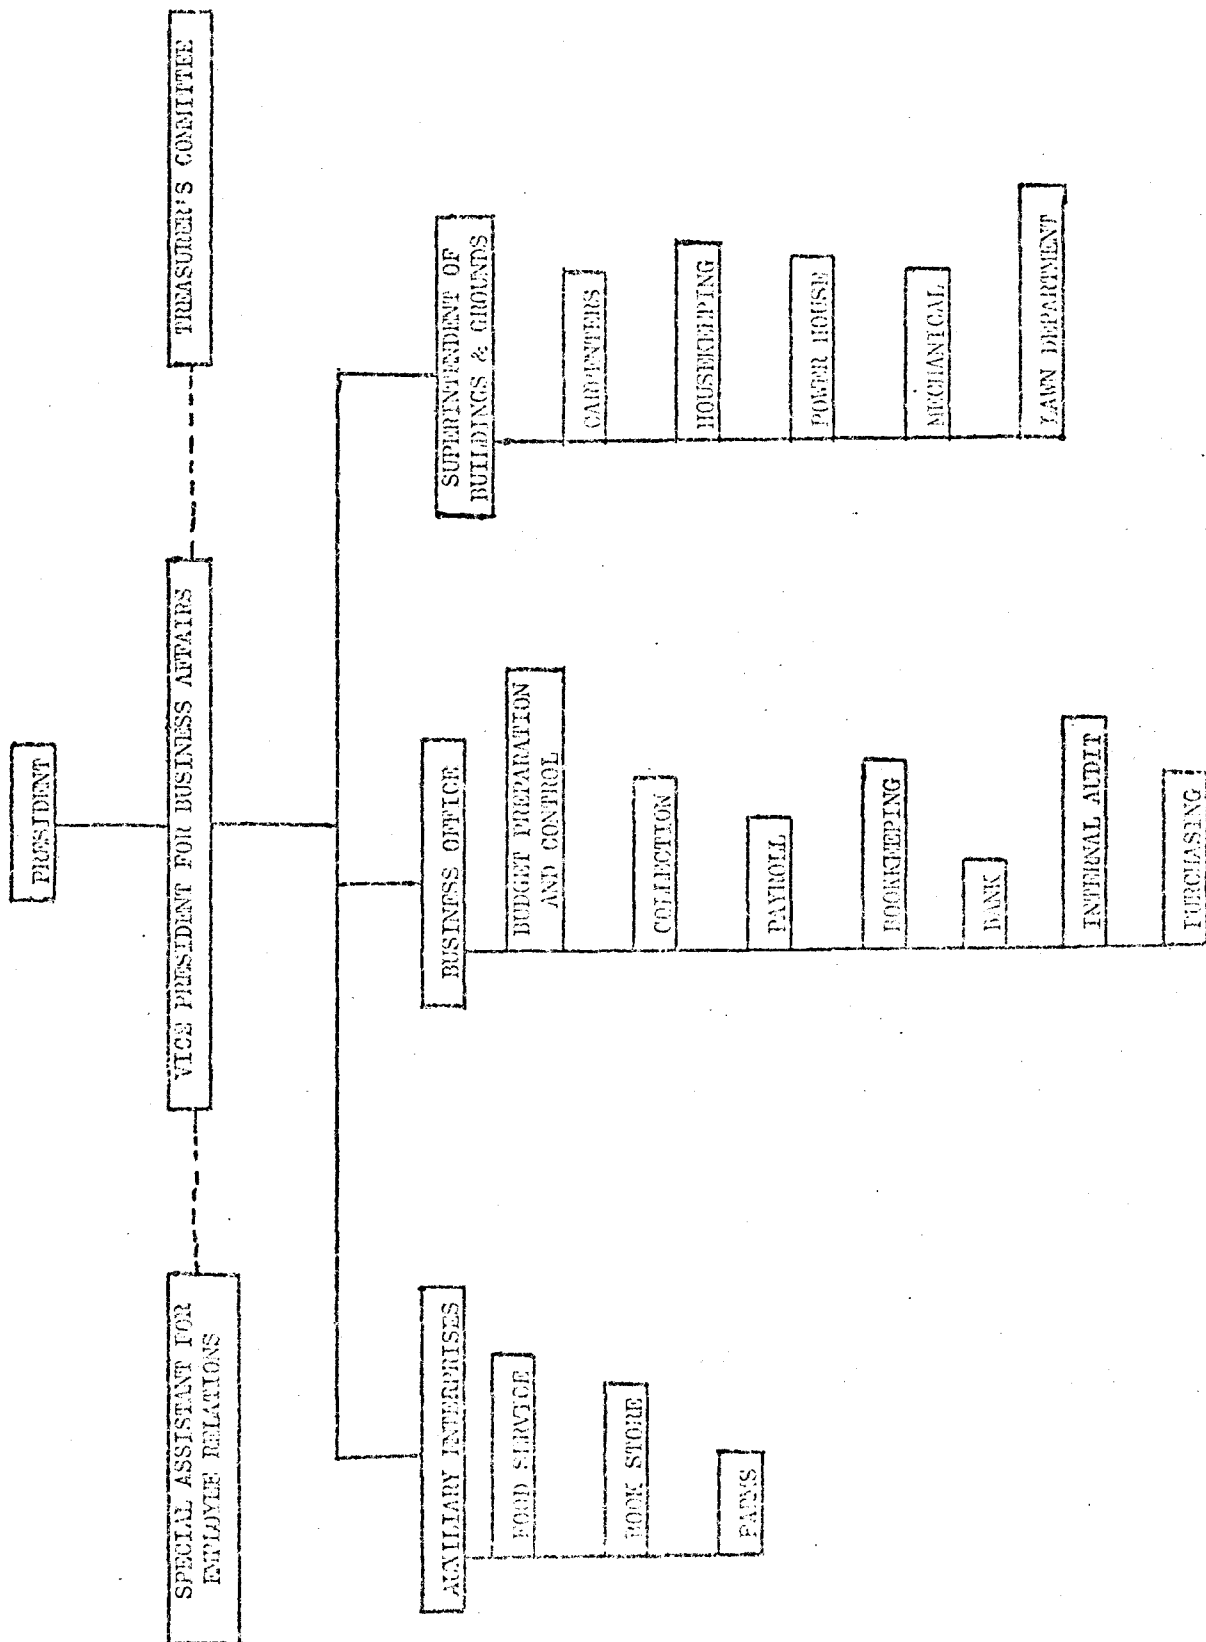 PRESIDENT
SPECIAL ASSISTANT FOR
EMPLOYEE RELATIONS
VICE PRESIDENT FOR BUSINESS AFFAIRS
TREASURER'S COMMITTEE
AUXILIARY ENTERPRISES
FOOD SERVICE
BOOK STORE
FARMS
BUSINESS OFFICE
BUDGET PREPARATION
AND CONTROL
COLLECTION
PAYROLL
BOOKKEEPING
BANK
INTERNAL AUDIT
PURCHASING
SUPERINTENDENT OF
BUILDINGS & GROUNDS
CARPENTERS
HOUSEKEEPING
POWER HOUSE
MECHANICAL
LAWN DEPARTMENT